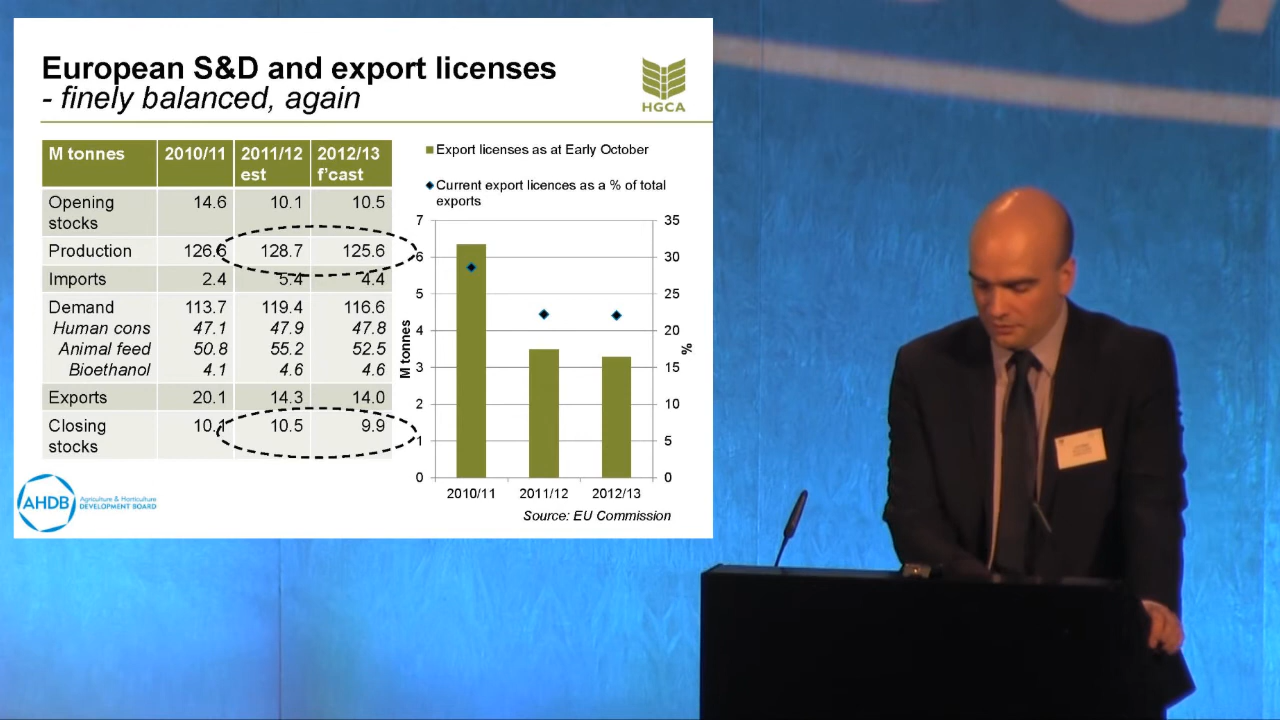 European S&D and export licenses
- finely balanced, again
HGCA
M tonnes 2010/11 2011/12 est 2012/13 f'cast
Opening stocks 14.6 10.1 10.5
Production 126.6 128.7 125.6
Imports 2.4 5.4 4.4
Demand 113.7 119.4 116.6
Human cons 47.1 47.9 47.8
Animal feed 50.8 55.2 52.5
Bioethanol 4.1 4.6 4.6
Exports 20.1 14.3 14.0
Closing stocks 10.1 10.5 9.9
Export licenses as at Early October
Current export licences as a % of total
exports
7 35
6 30
5 25
4 20
3 15
2 10
1 5
0 0
M tonnes
%
2010/11 2011/12 2012/13
Source: EU Commission
AHDB
Agriculture & Horticulture
DEVELOPMENT BOARD